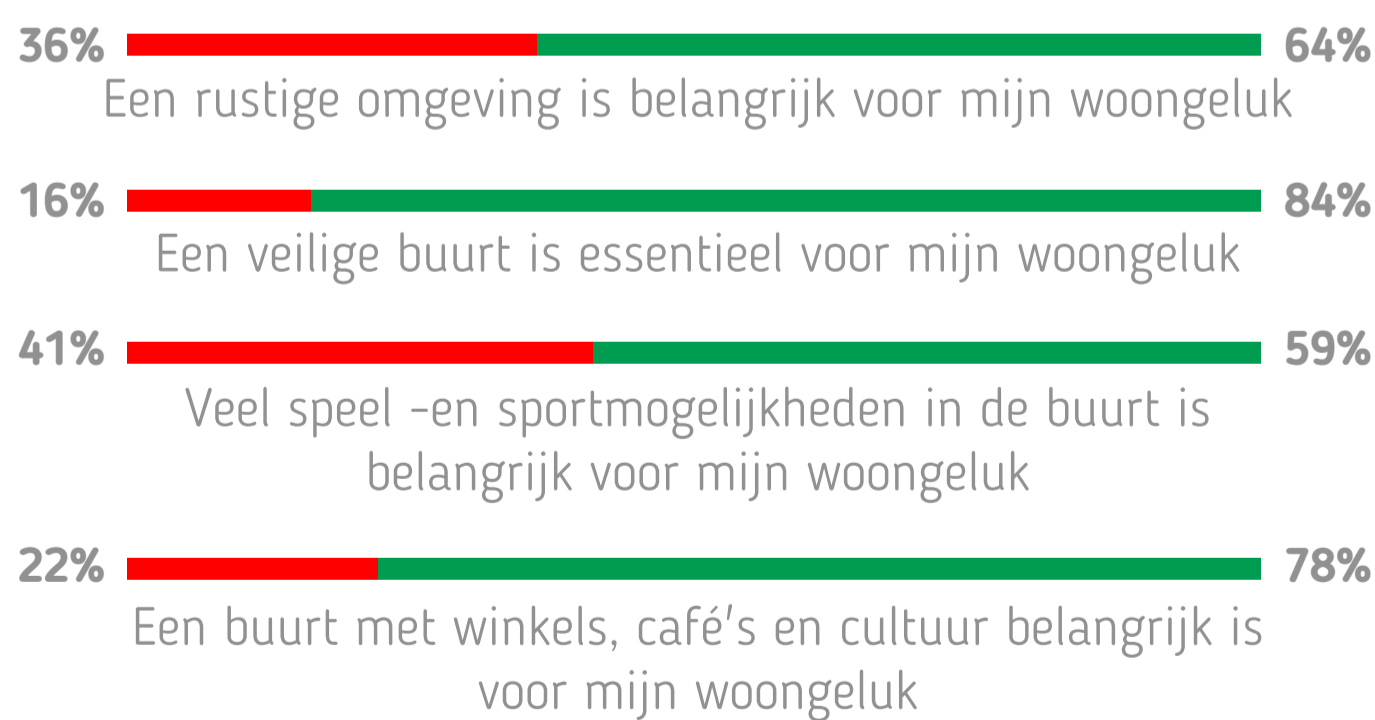 36% 64%
Een rustige omgeving is belangrijk voor mijn woongeluk
16% 84%
Een veilige buurt is essentieel voor mijn woongeluk
41% 59%
Veel speel -en sportmogelijkheden in de buurt is
belangrijk voor mijn woongeluk
22% 78%
Een buurt met winkels, café's en cultuur belangrijk is
voor mijn woongeluk